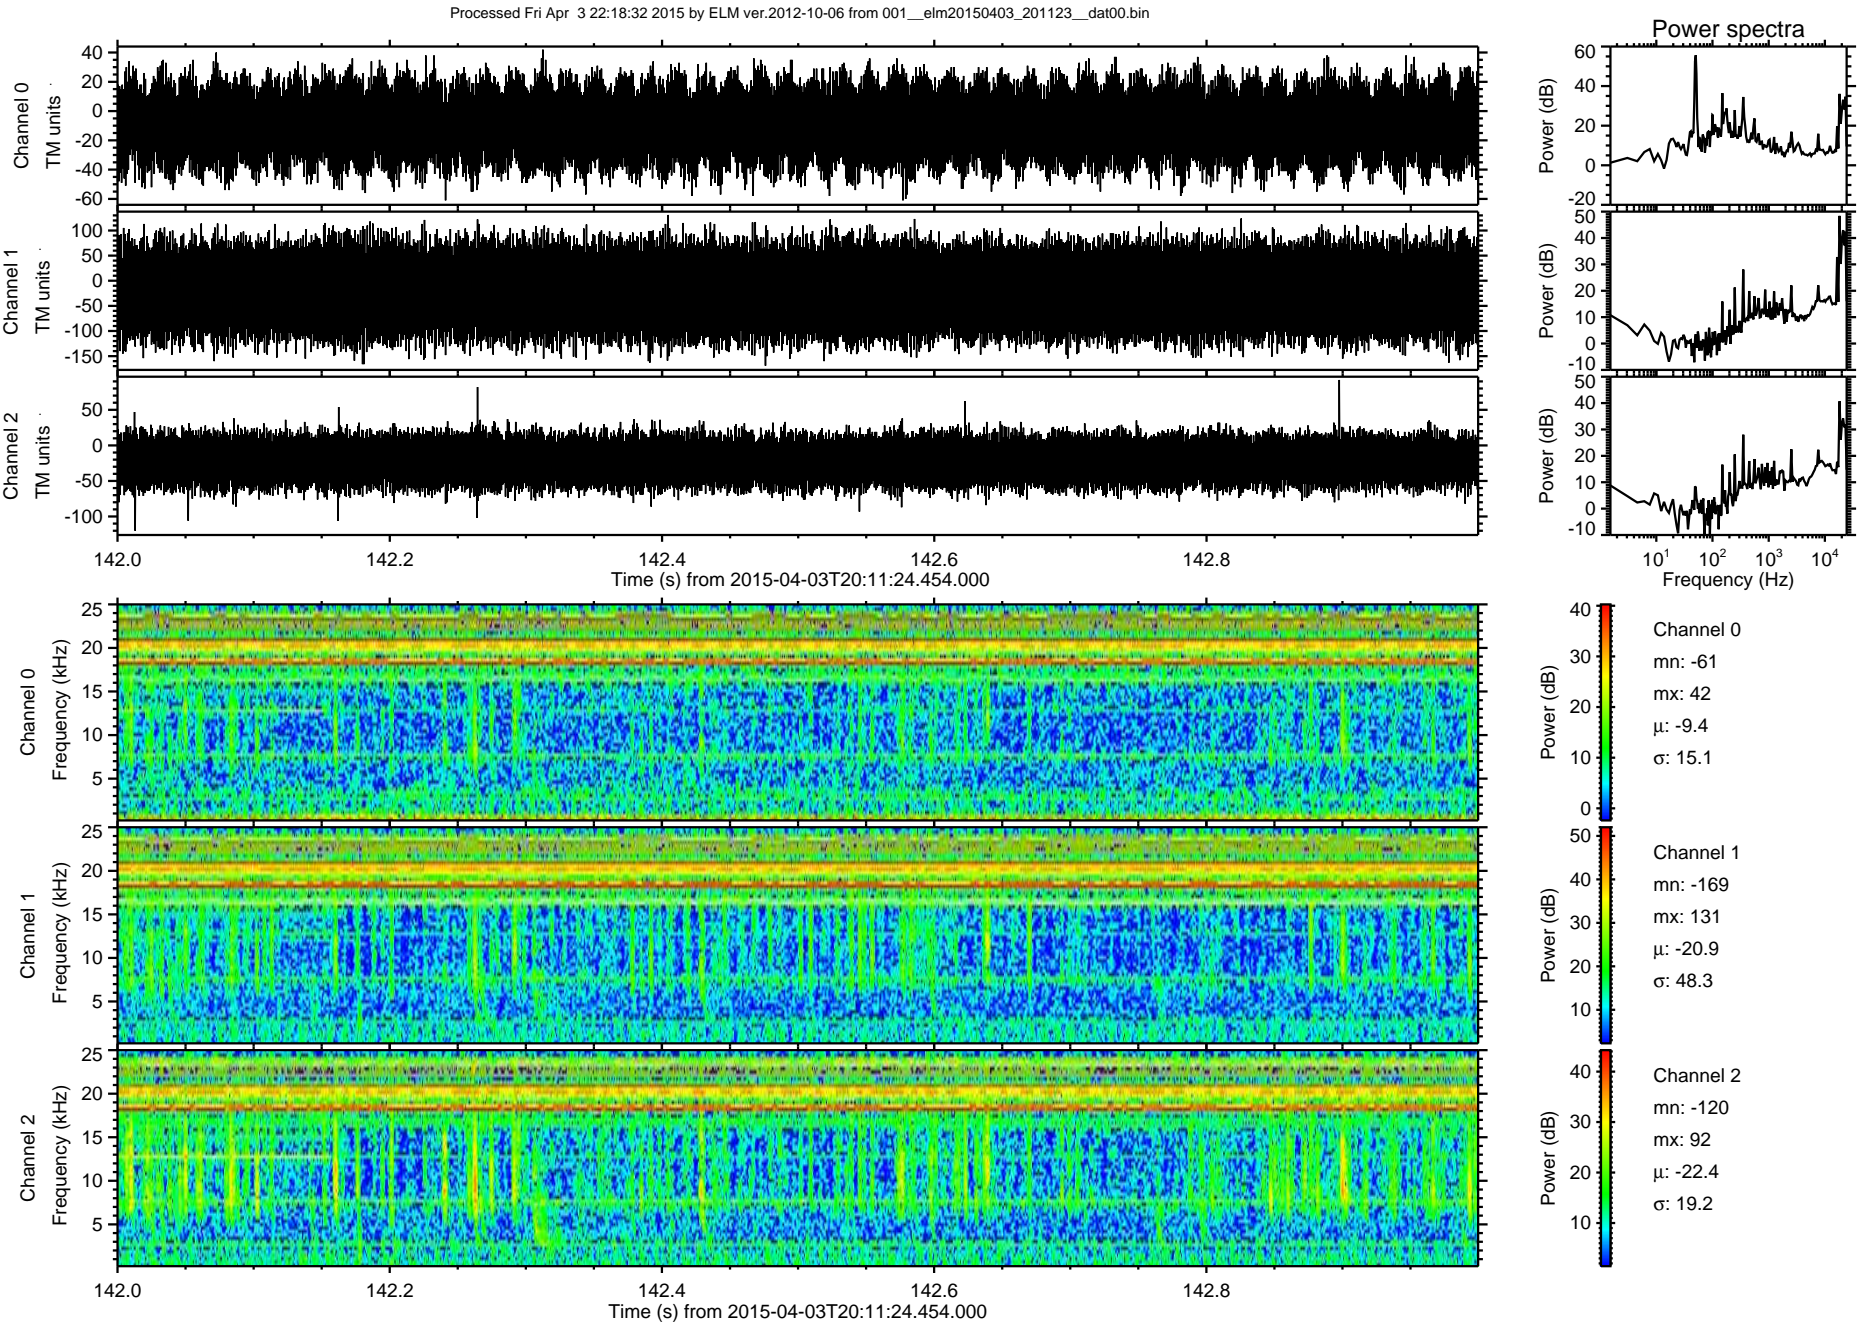 Processed Fri Apr  3 22:18:32 2015 by ELM ver.2012-10-06 from 001__elm20150403_201123__dat00.bin
Power spectra
Channel 0
TM units
40
20
0
-20
-40
-60
Power (dB)
60
40
20
0
-20
Channel 1
TM units
100
50
0
-50
-100
-150
Power (dB)
50
40
30
20
10
0
-10
Channel 2
TM units
50
0
-50
-100
Power (dB)
50
40
30
20
10
0
-10
142.0 142.2 142.4 142.6 142.8
Time (s) from 2015-04-03T20:11:24.454.000
10¹ 10² 10³ 10⁴
Frequency (Hz)
Channel 0
Frequency (kHz)
25
20
15
10
5
Power (dB)
40
30
20
10
0
Channel 0
mn: -61
mx: 42
μ: -9.4
σ: 15.1
Channel 1
Frequency (kHz)
25
20
15
10
5
Power (dB)
50
40
30
20
10
Channel 1
mn: -169
mx: 131
μ: -20.9
σ: 48.3
Channel 2
Frequency (kHz)
25
20
15
10
5
Power (dB)
40
30
20
10
Channel 2
mn: -120
mx: 92
μ: -22.4
σ: 19.2
142.0 142.2 142.4 142.6 142.8
Time (s) from 2015-04-03T20:11:24.454.000